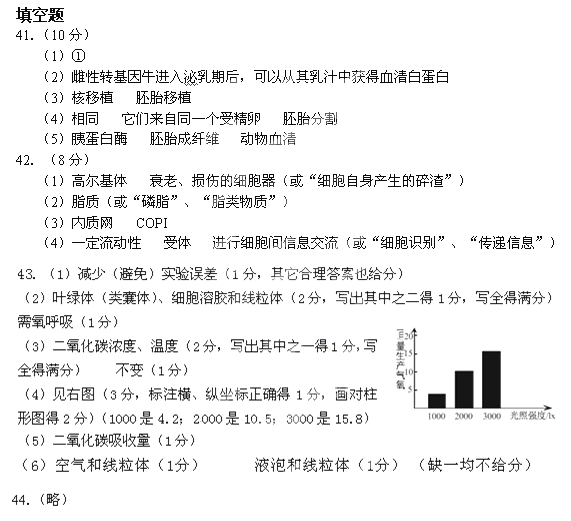 填空题
41.(10分)
(1)①
(2)雌性转基因牛进入泌乳期后,可以从其乳汁中获得血清白蛋白
(3)核移植 胚胎移植
(4)相同 它们来自同一个受精卵 胚胎分割
(5)胰蛋白酶 胚胎成纤维 动物血清
42.(8分)
(1)高尔基体 衰老、损伤的细胞器(或“细胞自身产生的碎渣”)
(2)脂质(或“磷脂”、“脂类物质”)
(3)内质网 COPI
(4)一定流动性 受体 进行细胞间信息交流(或“细胞识别”、“传递信息”)
43.(1)减少(避免)实验误差(1分,其它合理答案也给分)
(2)叶绿体(类囊体)、细胞溶胶和线粒体(2分,写出其中之二得1分,写全得满分)
需氧呼吸(1分)
(3)二氧化碳浓度、温度(2分,写出其中之一得1分,写
全得满分) 不变(1分)
(4)见右图(3分,标注横、纵坐标正确得1分,画对柱
形图得2分)(1000是4.2;2000是10.5;3000是15.8)
20
15
10
5
量生产气氧
1000 2000 3000 光照强度/lx
(5)二氧化碳吸收量(1分)
(6)空气和线粒体(1分) 液泡和线粒体(1分)(缺一均不给分)
44.(略)